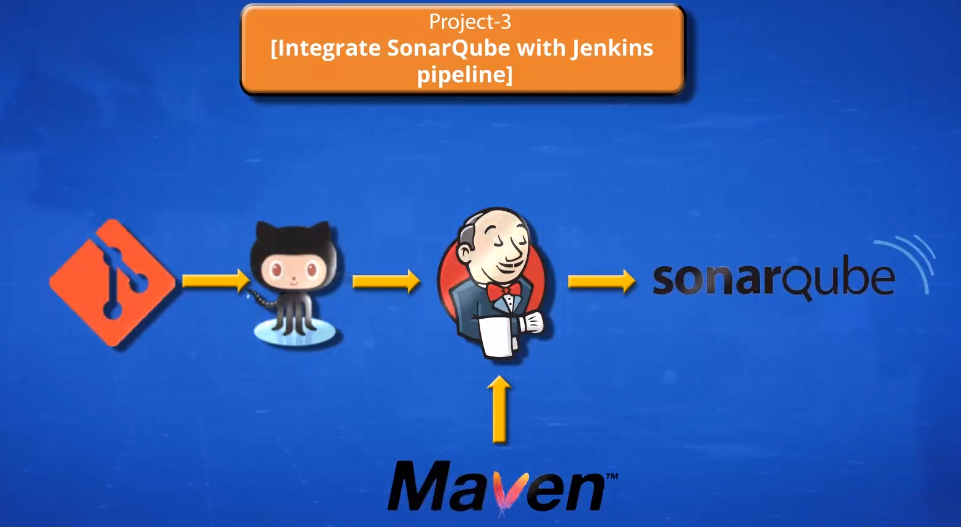 Project-3
[Integrate SonarQube with Jenkins
pipeline]
sonarqube
Maven™